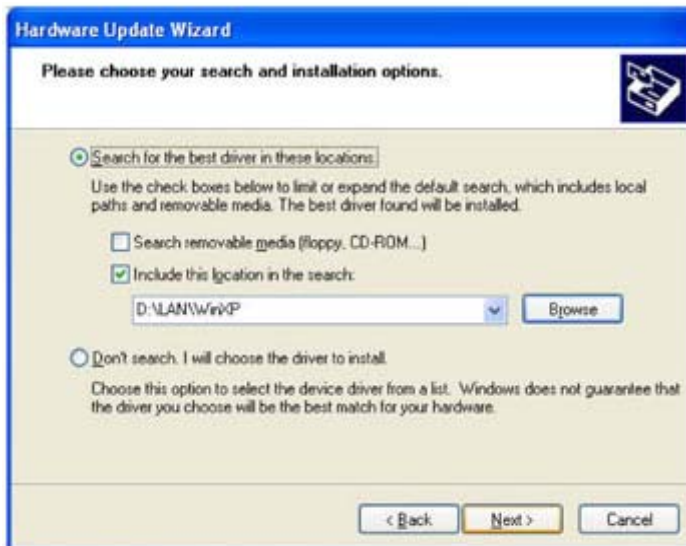 Hardware Update Wizard
Please choose your search and installation options.
Search for the best driver in these locations.
Use the check boxes below to limit or expand the default search, which includes local
paths and removable media. The best driver found will be installed.
Search removable media (floppy, CD-ROM...)
Include this location in the search:
D:\LAN\WinXP
Browse
Don't search. I will choose the driver to install.
Choose this option to select the device driver from a list. Windows does not guarantee that
the driver you choose will be the best match for your hardware.
< Back Next > Cancel